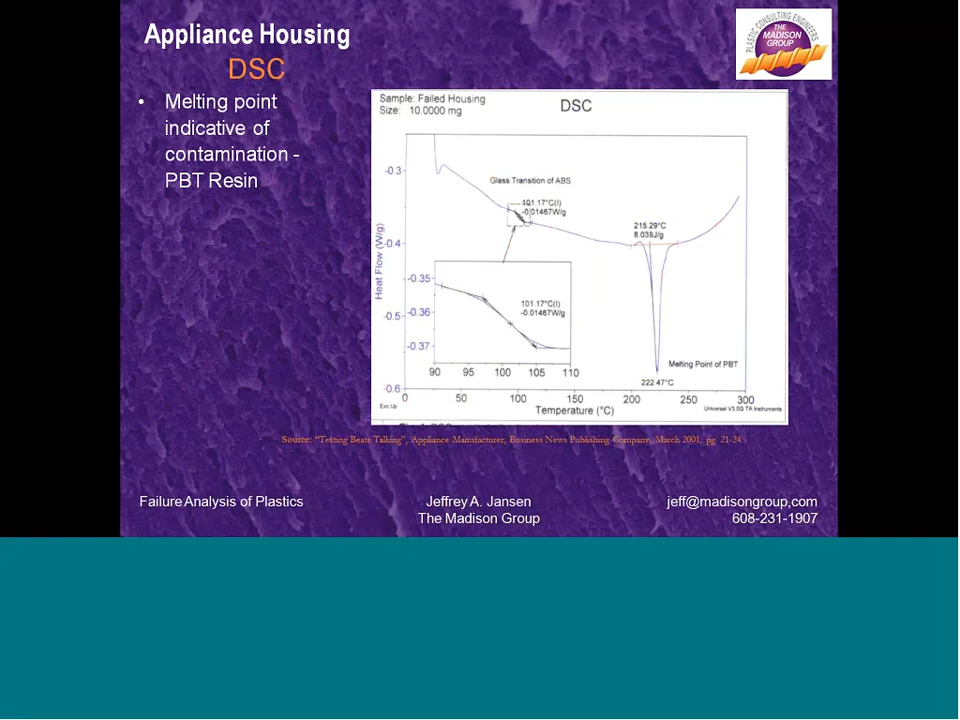 Appliance Housing
DSC
• Melting point
indicative of
contamination -
PBT Resin
PLASTIC CONSULTING ENGINEERS
THE
MADISON
GROUP
Sample: Failed Housing
Size: 10.0000 mg
DSC
Glass Transition of ABS
101.17°C(I)
-0.01467W/g
215.29°C
8.039J/g
Heat Flow (W/g)
-0.3
-0.4
-0.5
-0.6
-0.35
-0.36
-0.37
101.17°C(I)
-0.01467W/g
90 95 100 105 110
Melting Point of PBT
222.47°C
0 50 100 150 200 250 300
Exo Up
Temperature (°C)
Universal V3.0G TA Instruments
Source: “Testing Beats Talking”, Appliance Manufacturer, Business News Publishing Company, March 2001, pg. 21-24.
Failure Analysis of Plastics
Jeffrey A. Jansen
The Madison Group
jeff@madisongroup,com
608-231-1907